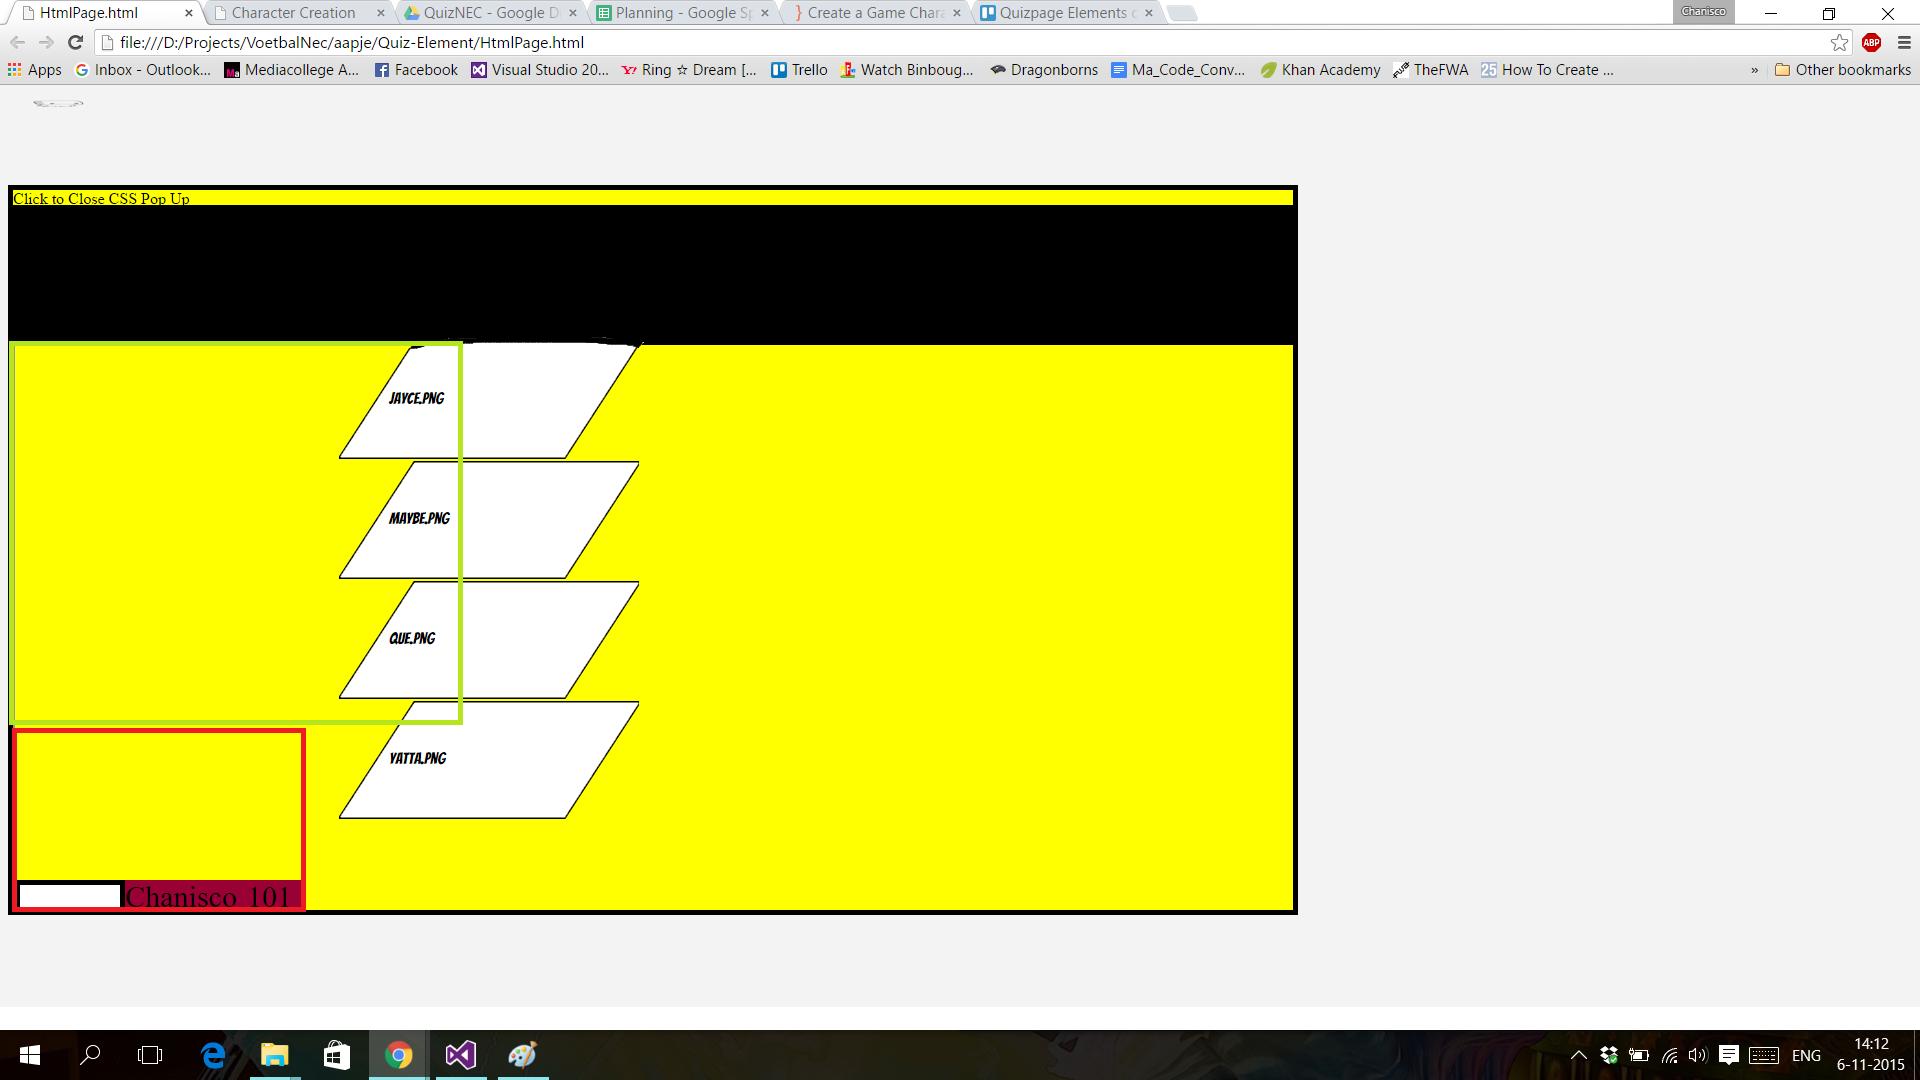 HtmlPage.html
Character Creation
QuizNEC - Google D
Planning - Google Sp
Create a Game Chara
Quizpage Elements o
Chanisco
file:///D:/Projects/VoetbalNec/aapje/Quiz-Element/HtmlPage.html
ABP
Apps
Inbox - Outlook...
Mediacollege A...
Facebook
Visual Studio 20...
Ring ☆ Dream [...
Trello
Watch Binboug...
Dragonborns
Ma_Code_Conv...
Khan Academy
TheFWA
25 How To Create ...
»
Other bookmarks
Click to Close CSS Pop Up
JAYCE.PNG
MAYBE.PNG
QUE.PNG
YATTA.PNG
Chanisco 101
ENG
14:12
6-11-2015